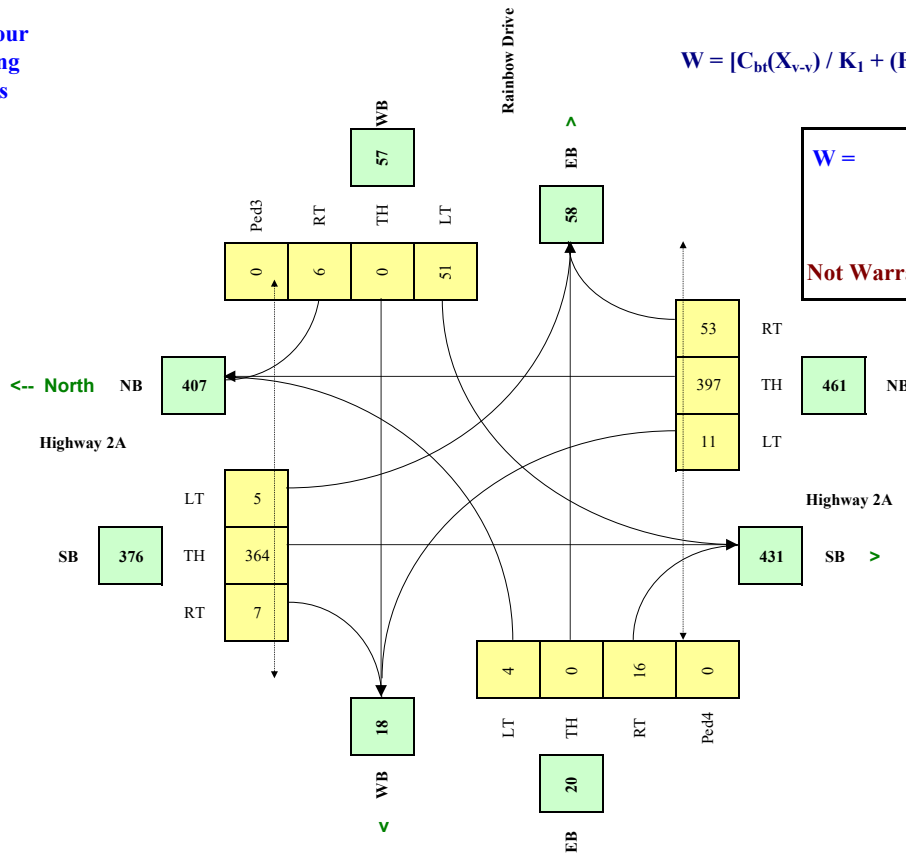 our
ng
s
Rainbow Drive
W = [Cbt(Xv-v) / K1 + (F
WB
57
^
EB
58
W =
Not Warr
Ped3
RT
TH
LT
0
6
0
51
53
RT
<-- North
NB
407
397
TH
461
NB
Highway 2A
11
LT
LT
5
Highway 2A
SB
376
TH
364
431
SB
>
RT
7
4
0
16
0
18
LT
TH
RT
Ped4
WB
20
v
EB